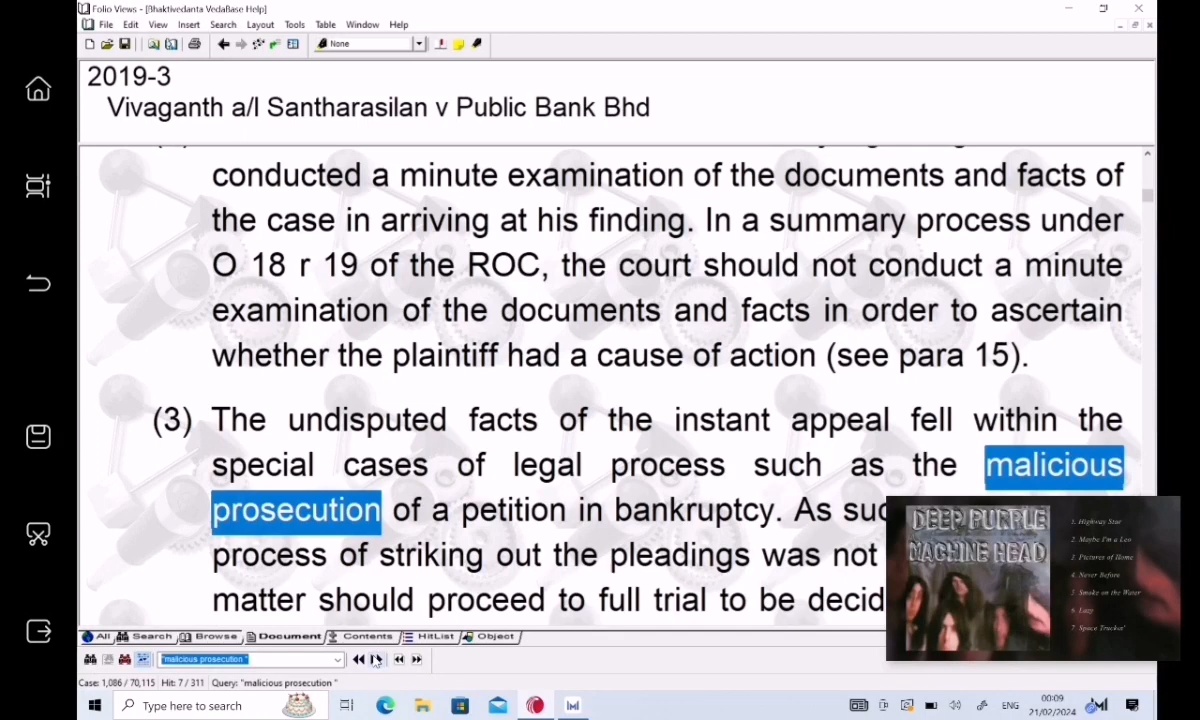 Folio Views - [Bhaktivedanta VedaBase Help]
File Edit View Insert Search Layout Tools Table Window Help
None
2019-3
Vivaganth a/l Santharasilan v Public Bank Bhd
conducted a minute examination of the documents and facts of
the case in arriving at his finding. In a summary process under
O 18 r 19 of the ROC, the court should not conduct a minute
examination of the documents and facts in order to ascertain
whether the plaintiff had a cause of action (see para 15).
(3) The undisputed facts of the instant appeal fell within the
special cases of legal process such as the malicious
prosecution of a petition in bankruptcy. As suc
process of striking out the pleadings was not
matter should proceed to full trial to be decid
DEEP PURPLE
MACHINE HEAD
1. Highway Star
2. Maybe I'm a Leo
3. Pictures of Home
4. Never Before
5. Smoke on the Water
6. Lazy
7. Space Truckin'
All Search Browse Document Contents HitList Object
"malicious prosecution "
Case: 1,086 / 70,115 Hit: 7 / 311 Query: "malicious prosecution "
Type here to search
ENG
00:09
21/02/2024